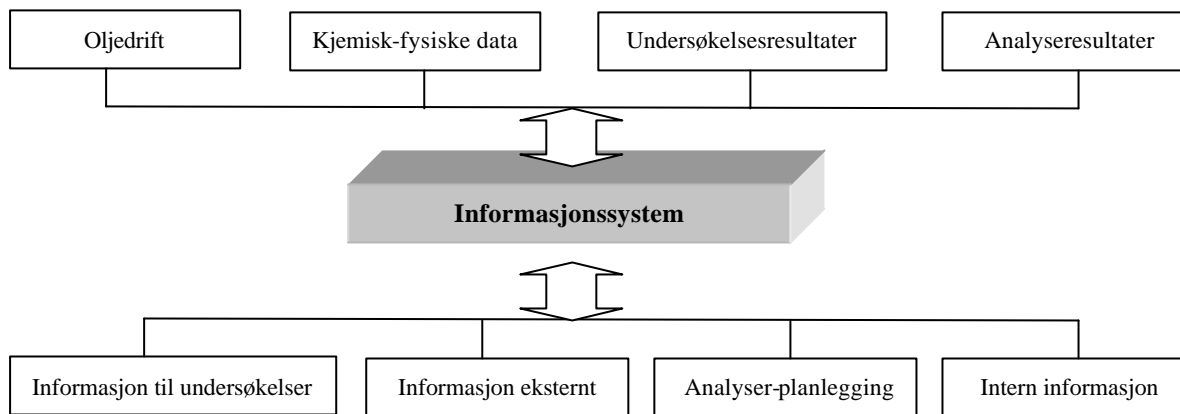 Oljedrift
Kjemisk-fysiske data
Undersøkelsesresultater
Analyseresultater
Informasjonssystem
Informasjon til undersøkelser
Informasjon eksternt
Analyser-planlegging
Intern informasjon